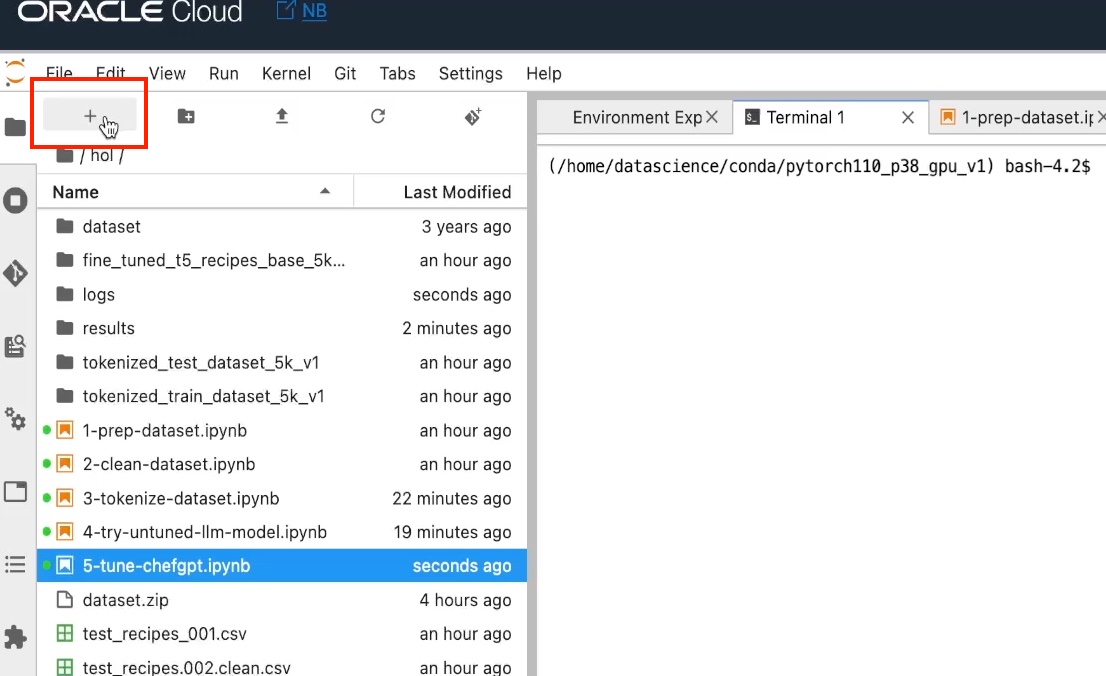 ORACLE Cloud NB
File Edit View Run Kernel Git Tabs Settings Help
+
/ hol /
Name Last Modified
dataset 3 years ago
fine_tuned_t5_recipes_base_5k... an hour ago
logs seconds ago
results 2 minutes ago
tokenized_test_dataset_5k_v1 an hour ago
tokenized_train_dataset_5k_v1 an hour ago
1-prep-dataset.ipynb an hour ago
2-clean-dataset.ipynb an hour ago
3-tokenize-dataset.ipynb 22 minutes ago
4-try-untuned-llm-model.ipynb 19 minutes ago
5-tune-chefgpt.ipynb seconds ago
dataset.zip 4 hours ago
test_recipes_001.csv an hour ago
test_recipes.002.clean.csv an hour ago
Environment Exp Terminal 1 1-prep-dataset.ip
(/home/datascience/conda/pytorch110_p38_gpu_v1) bash-4.2$